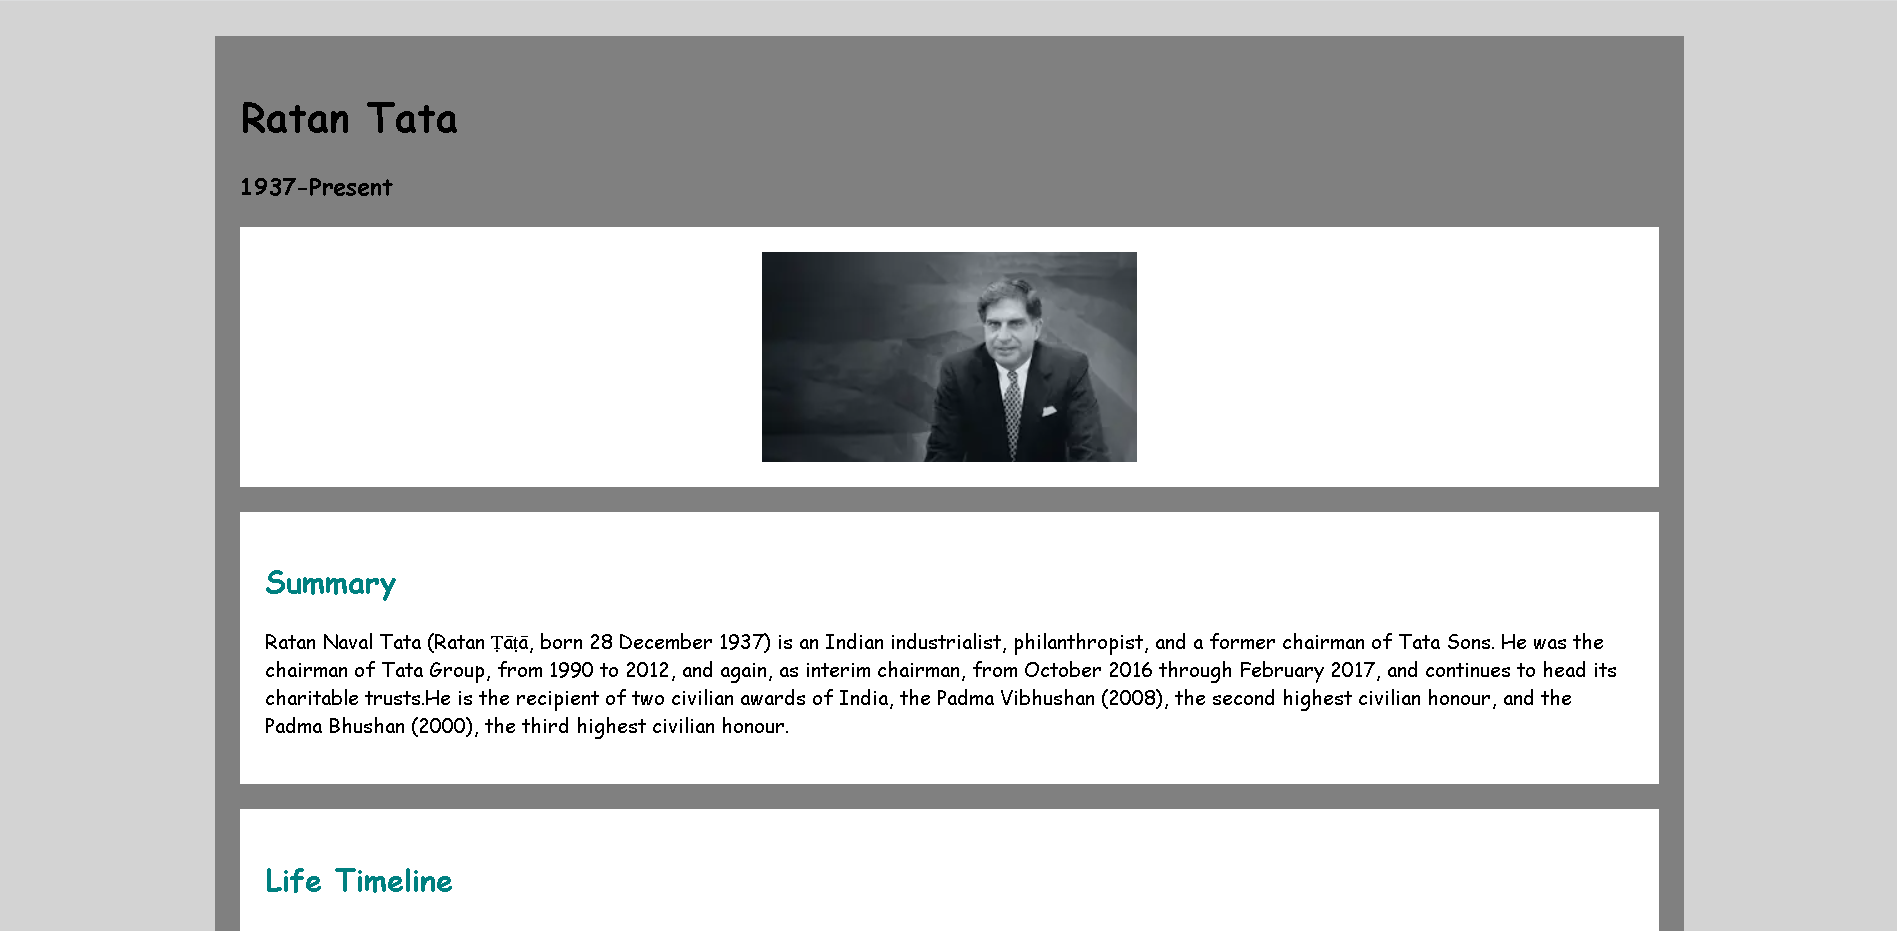 Ratan Tata
1937-Present
Summary
Ratan Naval Tata (Ratan Ṭāṭā, born 28 December 1937) is an Indian industrialist, philanthropist, and a former chairman of Tata Sons. He was the
chairman of Tata Group, from 1990 to 2012, and again, as interim chairman, from October 2016 through February 2017, and continues to head its
charitable trusts.He is the recipient of two civilian awards of India, the Padma Vibhushan (2008), the second highest civilian honour, and the
Padma Bhushan (2000), the third highest civilian honour.
Life Timeline